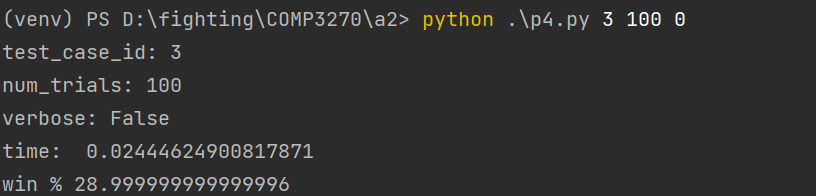 (venv) PS D:\fighting\COMP3270\a2> python .\p4.py 3 100 0
test_case_id: 3
num_trials: 100
verbose: False
time:  0.02444624900817871
win % 28.999999999999996